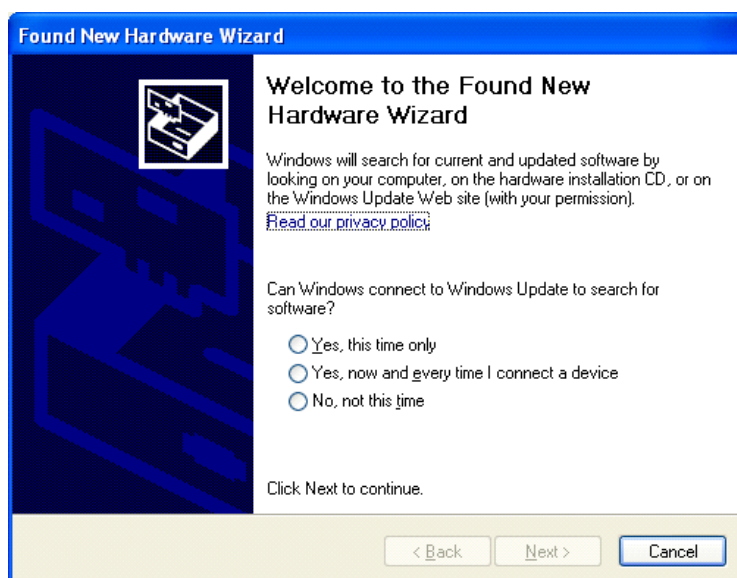 Found New Hardware Wizard
Welcome to the Found New
Hardware Wizard
Windows will search for current and updated software by
looking on your computer, on the hardware installation CD, or on
the Windows Update Web site (with your permission).
Read our privacy policy
Can Windows connect to Windows Update to search for
software?
Yes, this time only
Yes, now and every time I connect a device
No, not this time
Click Next to continue.
< Back Next > Cancel